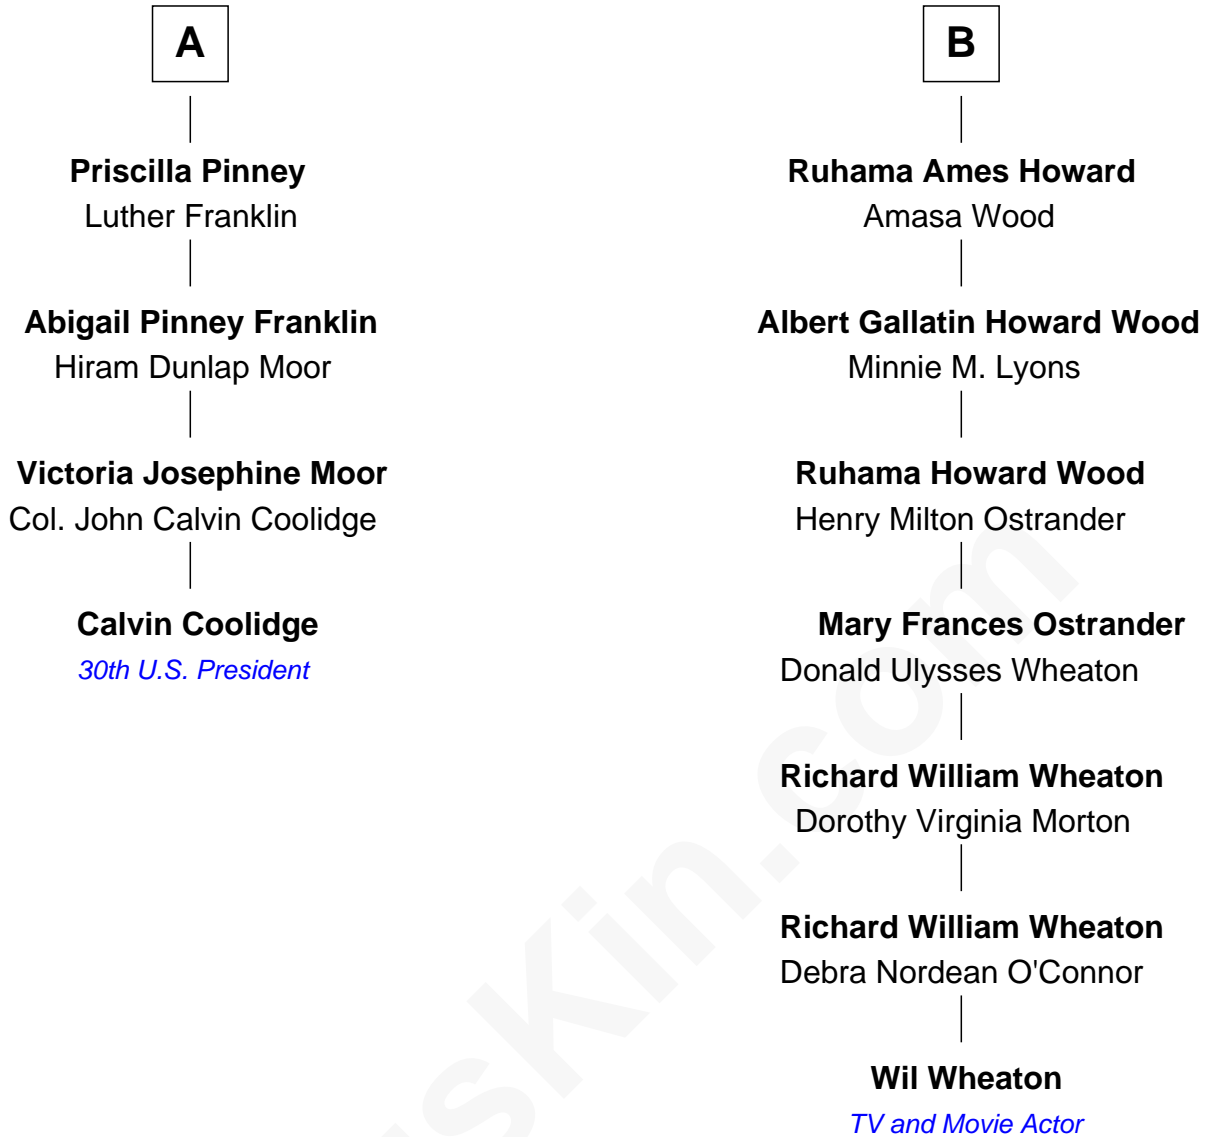 A
Priscilla Pinney
Luther Franklin
Abigail Pinney Franklin
Hiram Dunlap Moor
Victoria Josephine Moor
Col. John Calvin Coolidge
Calvin Coolidge
30th U.S. President
B
Ruhama Ames Howard
Amasa Wood
Albert Gallatin Howard Wood
Minnie M. Lyons
Ruhama Howard Wood
Henry Milton Ostrander
Mary Frances Ostrander
Donald Ulysses Wheaton
Richard William Wheaton
Dorothy Virginia Morton
Richard William Wheaton
Debra Nordean O'Connor
Wil Wheaton
TV and Movie Actor
sKin.com